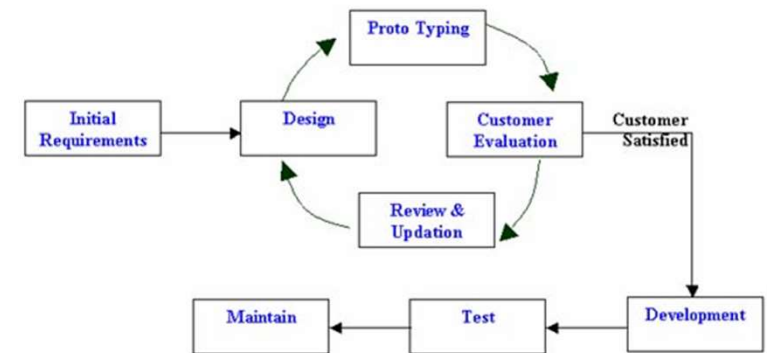 Proto Typing
Initial
Requirements
Design
Customer
Evaluation
Customer
Satisfied
Review &
Updation
Maintain
Test
Development